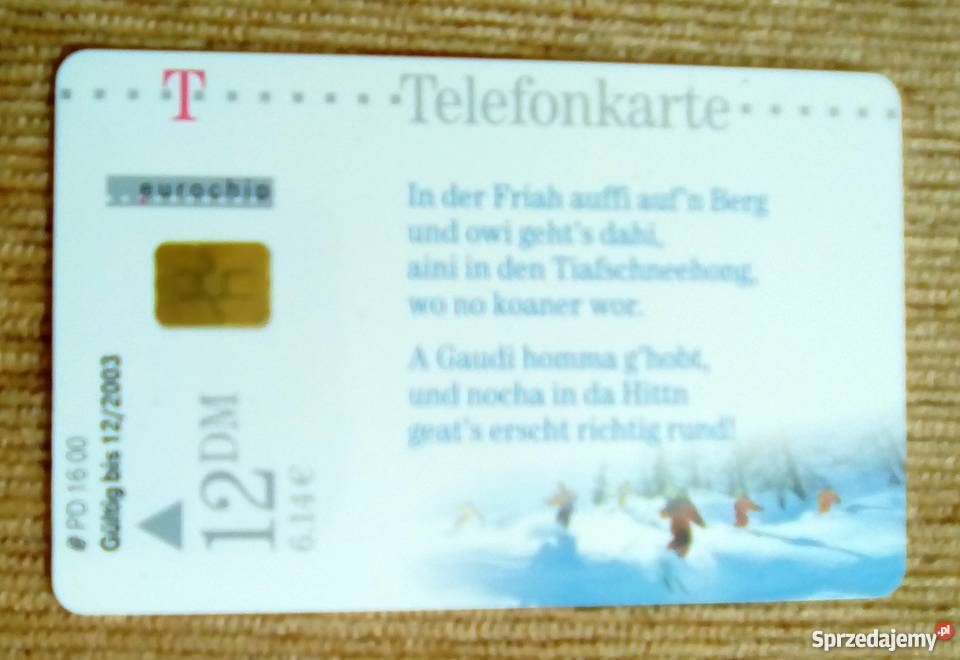 T
Telefonkarte
eurochip
In der Friah auffi auf'n Berg
und owi geht's dahi,
aini in den Tiafschneehong,
wo no koaner wor.
A Gaudi homma g'hobt,
und nocha in da Hittn
geat's erscht richtig rund!
PD 16 00
Gültig bis 12/2003
12 DM
6.14 €
Sprzedajemy.pl